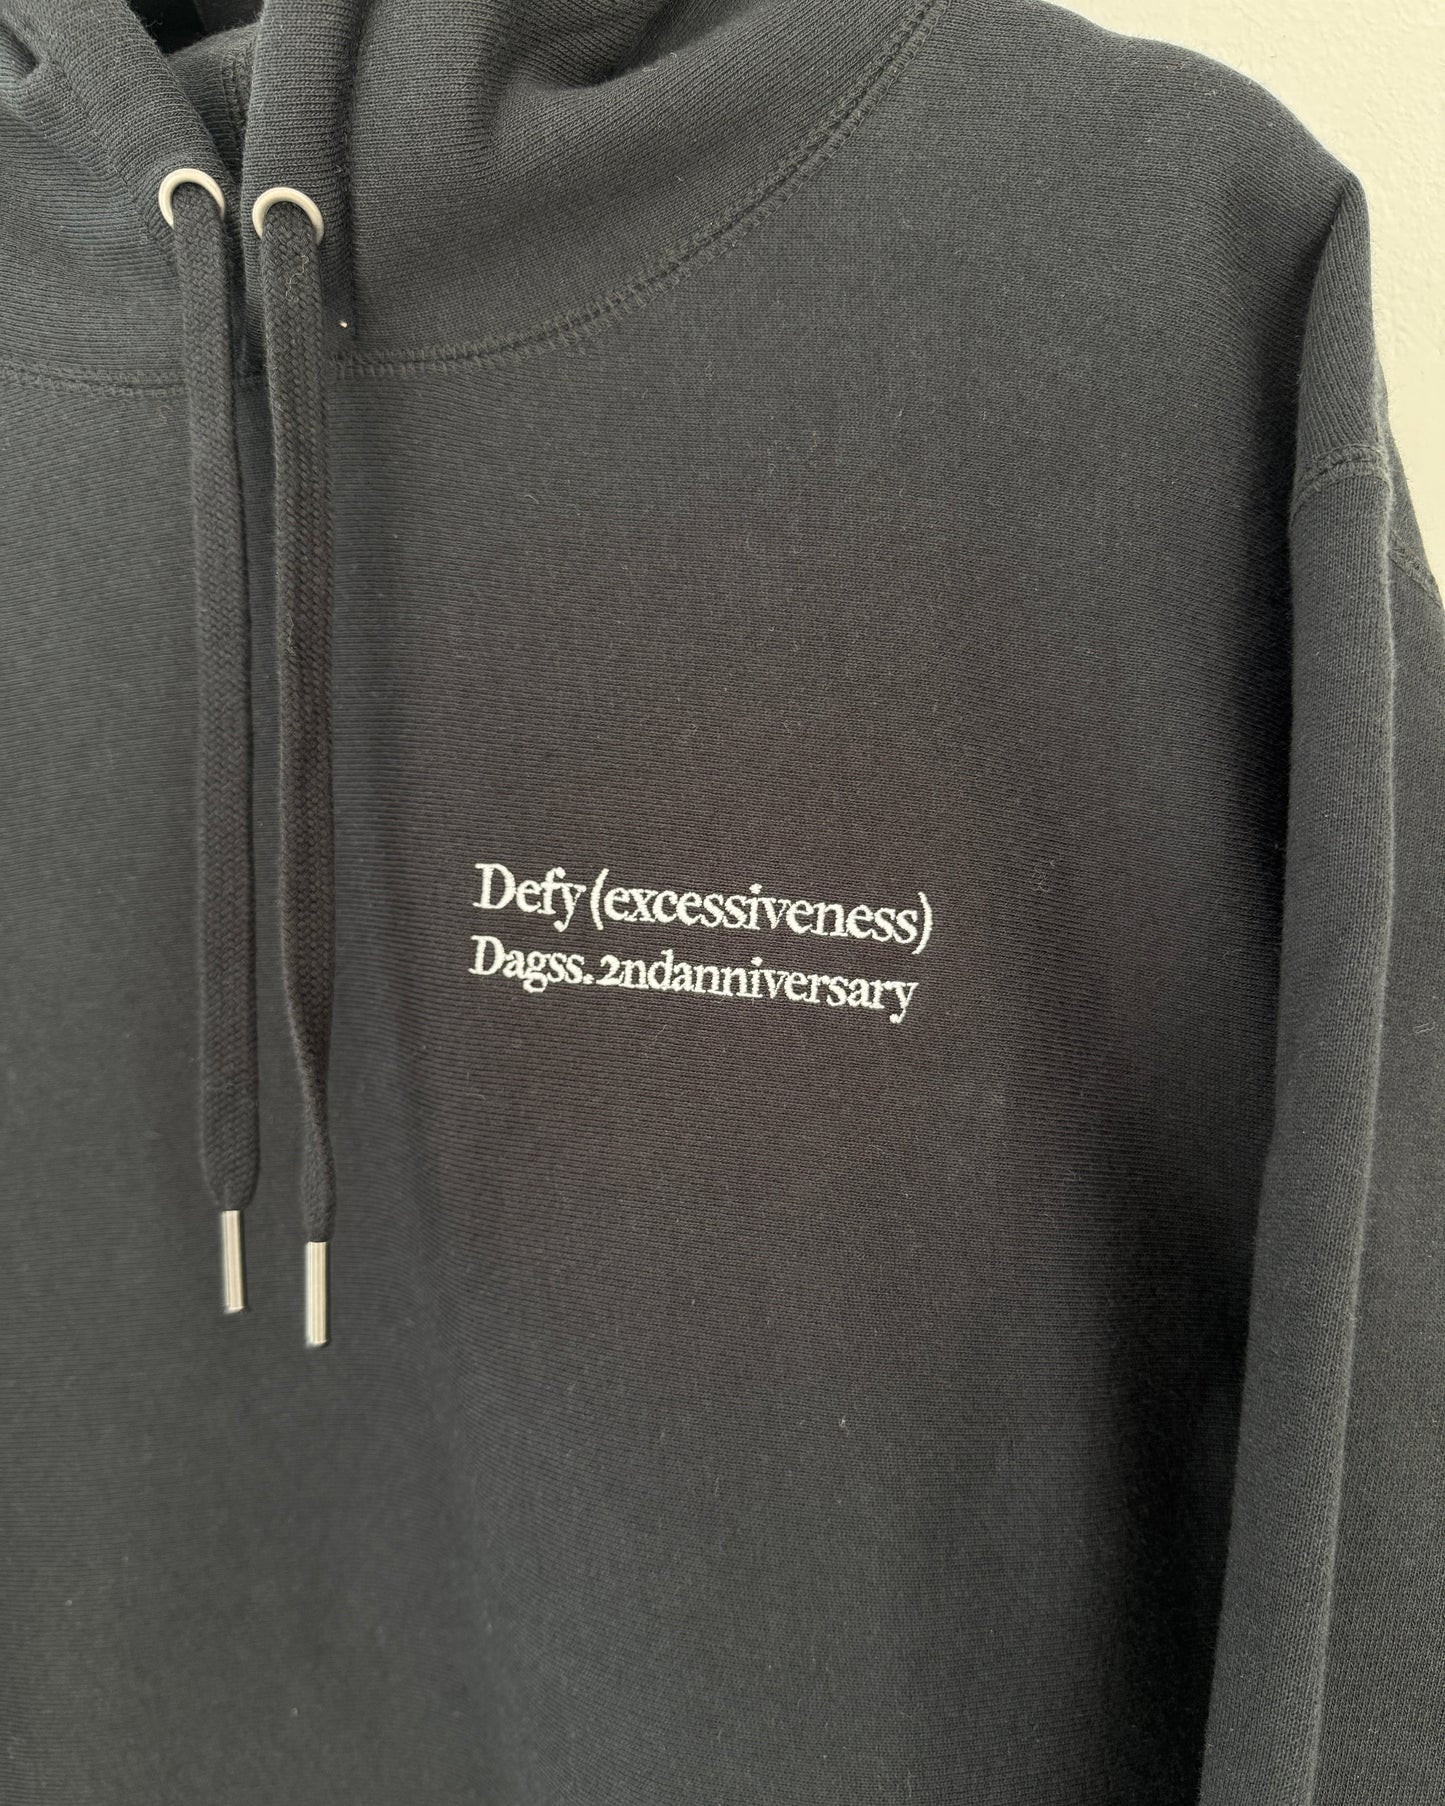 Defy (excessiveness)
Dagss. 2ndanniversary